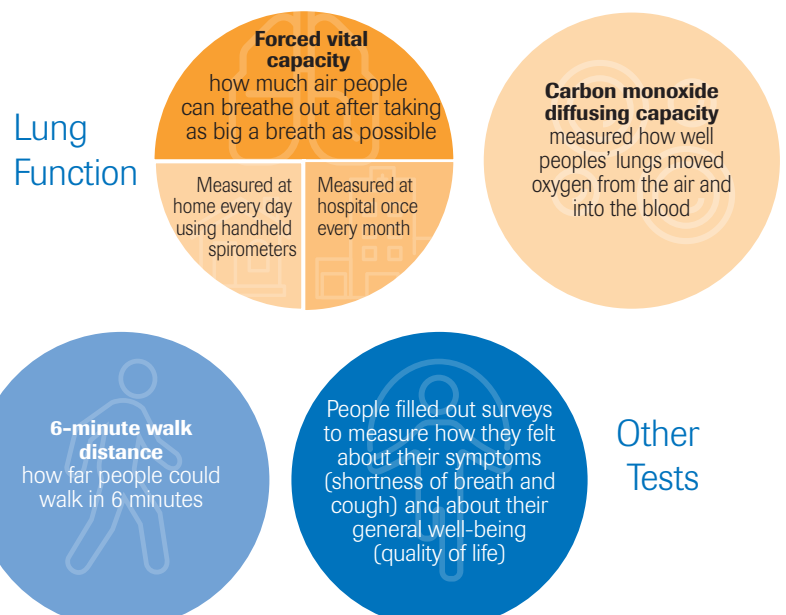 Lung
Function
Forced vital
capacity
how much air people
can breathe out after taking
as big a breath as possible
Measured at
home every day
using handheld
spirometers
Measured at
hospital once
every month
Carbon monoxide
diffusing capacity
measured how well
peoples' lungs moved
oxygen from the air and
into the blood
6-minute walk
distance
how far people could
walk in 6 minutes
People filled out surveys
to measure how they felt
about their symptoms
(shortness of breath and
cough) and about their
general well-being
(quality of life)
Other
Tests